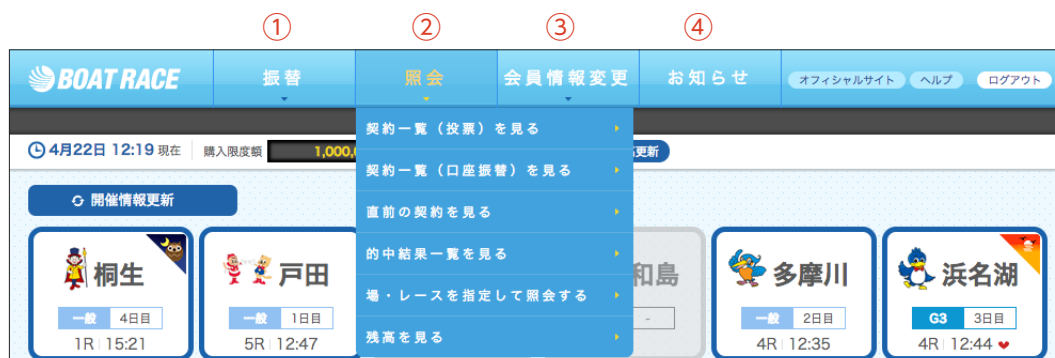 ① ② ③ ④
BOAT RACE 振替 照会 会員情報変更 お知らせ オフィシャルサイト ヘルプ ログアウト
契約一覧（投票）を見る
4月22日 12:19 現在 購入限度額 1,000, 更新
契約一覧（口座振替）を見る
開催情報更新
直前の契約を見る
的中結果一覧を見る
場・レースを指定して照会する
残高を見る
桐生
一般 4日目
1R 15:21
戸田
一般 1日目
5R 12:47
和島
-
多摩川
一般 2日目
4R 12:35
浜名湖
G3 3日目
4R 12:44